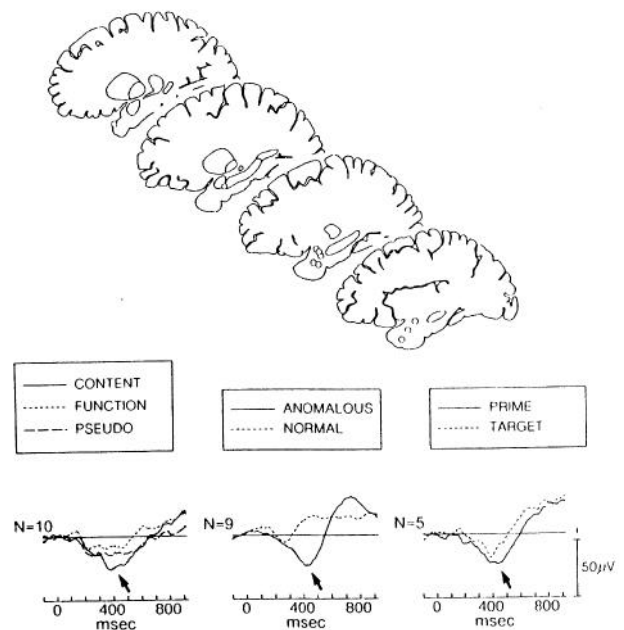 CONTENT
FUNCTION
PSEUDO
ANOMALOUS
NORMAL
PRIME
TARGET
N=10
N=9
N=5
50μV
0 400 800
msec
0 400 800
msec
0 400 800
msec